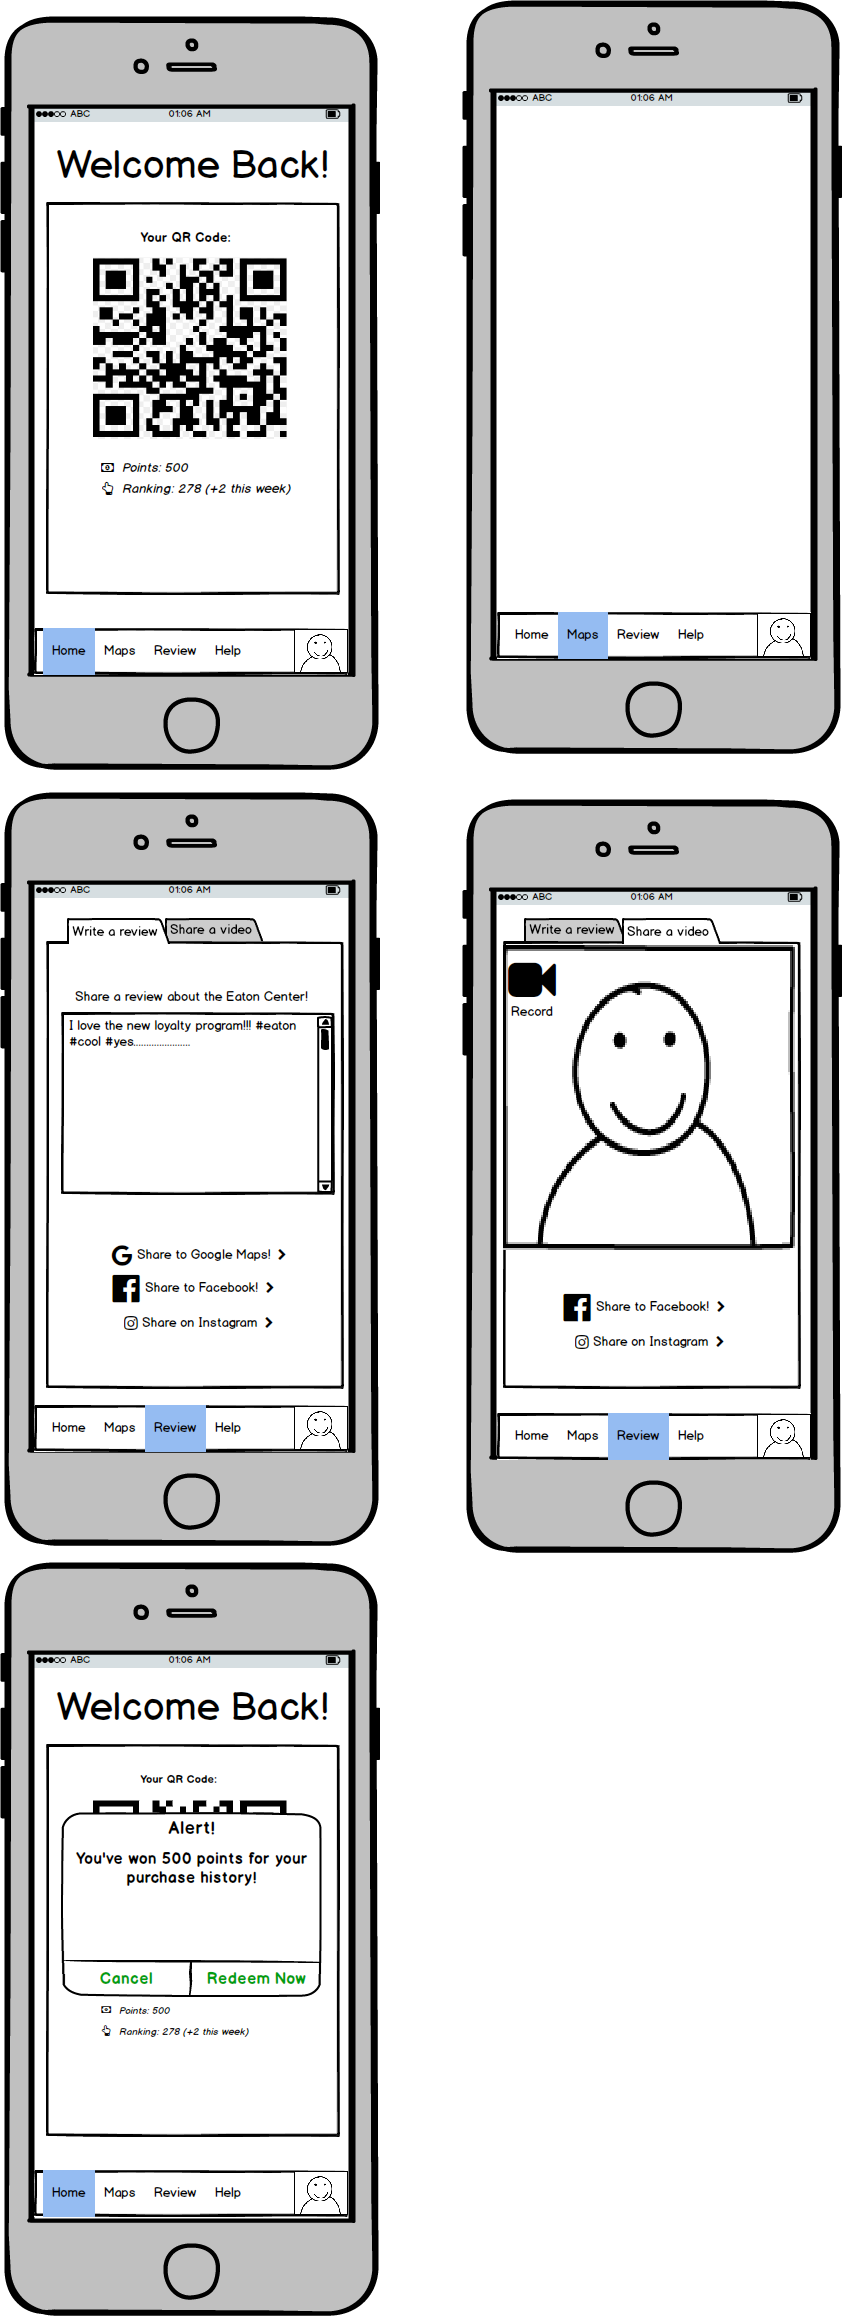 ABC 01:06 AM
Welcome Back!
Your QR Code:
Points: 500
Ranking: 278 (+2 this week)
Home Maps Review Help
ABC 01:06 AM
Home Maps Review Help
ABC 01:06 AM
Write a review Share a video
Share a review about the Eaton Center!
I love the new loyalty program!!! #eaton
#cool #yes......................
G Share to Google Maps!
f Share to Facebook!
Share on Instagram
Home Maps Review Help
ABC 01:06 AM
Write a review Share a video
Record
f Share to Facebook!
Share on Instagram
Home Maps Review Help
ABC 01:06 AM
Welcome Back!
Your QR Code:
Alert!
You've won 500 points for your
purchase history!
Cancel Redeem Now
Points: 500
Ranking: 278 (+2 this week)
Home Maps Review Help